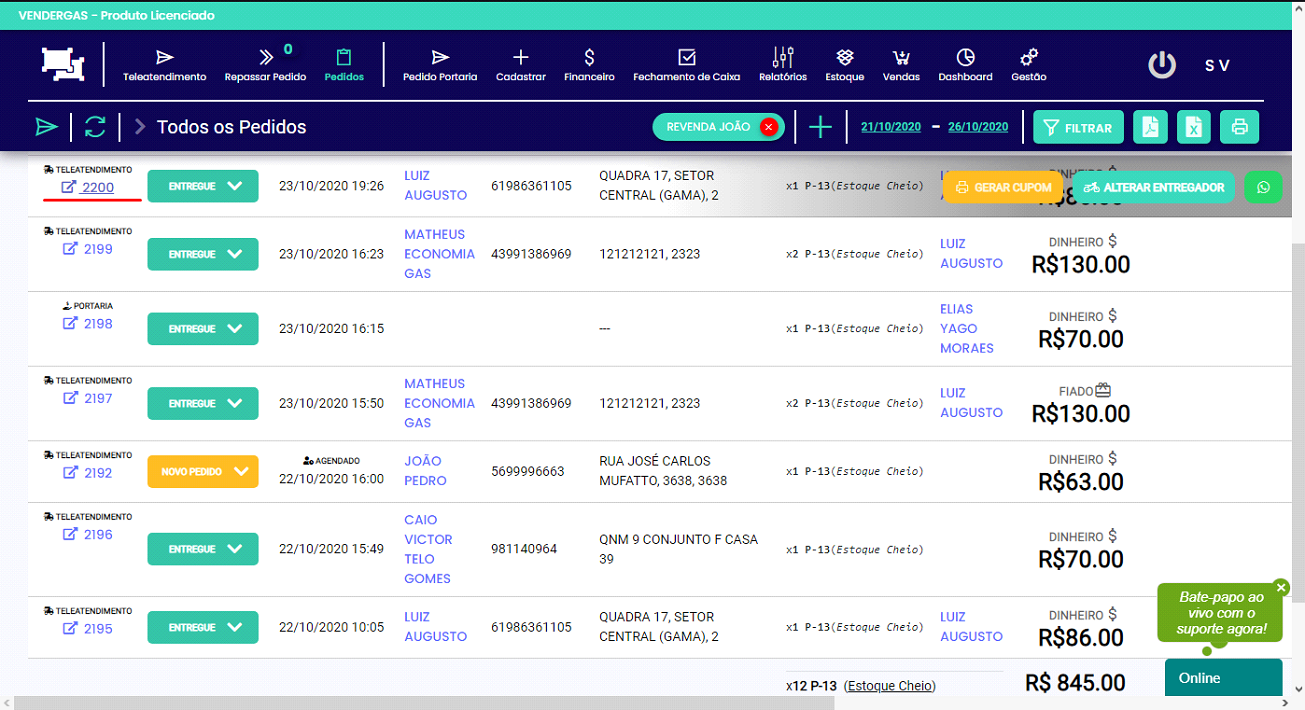 VENDERGAS - Produto Licenciado
Teleatendimento
0
Repassar Pedido
Pedidos
Pedido Portaria
Cadastrar
Financeiro
Fechamento de Caixa
Relatórios
Estoque
Vendas
Dashboard
Gestão
S V
Todos os Pedidos
REVENDA JOÃO
21/10/2020 - 26/10/2020
FILTRAR
TELEATENDIMENTO
2200
ENTREGUE
23/10/2020 19:26
LUIZ
AUGUSTO
61986361105
QUADRA 17, SETOR
CENTRAL (GAMA), 2
x1 P-13(Estoque Cheio)
GERAR CUPOM
ALTERAR ENTREGADOR
TELEATENDIMENTO
2199
ENTREGUE
23/10/2020 16:23
MATHEUS
ECONOMIA
GAS
43991386969
121212121, 2323
x2 P-13(Estoque Cheio)
LUIZ
AUGUSTO
DINHEIRO $
R$130.00
PORTARIA
2198
ENTREGUE
23/10/2020 16:15
---
x1 P-13(Estoque Cheio)
ELIAS
YAGO
MORAES
DINHEIRO $
R$70.00
TELEATENDIMENTO
2197
ENTREGUE
23/10/2020 15:50
MATHEUS
ECONOMIA
GAS
43991386969
121212121, 2323
x2 P-13(Estoque Cheio)
LUIZ
AUGUSTO
FIADO
R$130.00
TELEATENDIMENTO
2192
NOVO PEDIDO
AGENDADO
22/10/2020 16:00
JOÃO
PEDRO
5699996663
RUA JOSÉ CARLOS
MUFATTO, 3638, 3638
x1 P-13(Estoque Cheio)
DINHEIRO $
R$63.00
TELEATENDIMENTO
2196
ENTREGUE
22/10/2020 15:49
CAIO
VICTOR
TELO
GOMES
981140964
QNM 9 CONJUNTO F CASA
39
x1 P-13(Estoque Cheio)
DINHEIRO $
R$70.00
TELEATENDIMENTO
2195
ENTREGUE
22/10/2020 10:05
LUIZ
AUGUSTO
61986361105
QUADRA 17, SETOR
CENTRAL (GAMA), 2
x1 P-13(Estoque Cheio)
LUIZ
AUGUSTO
DINHEIRO $
R$86.00
x12 P-13 (Estoque Cheio)
R$ 845.00
Bate-papo ao
vivo com o
suporte agora!
Online